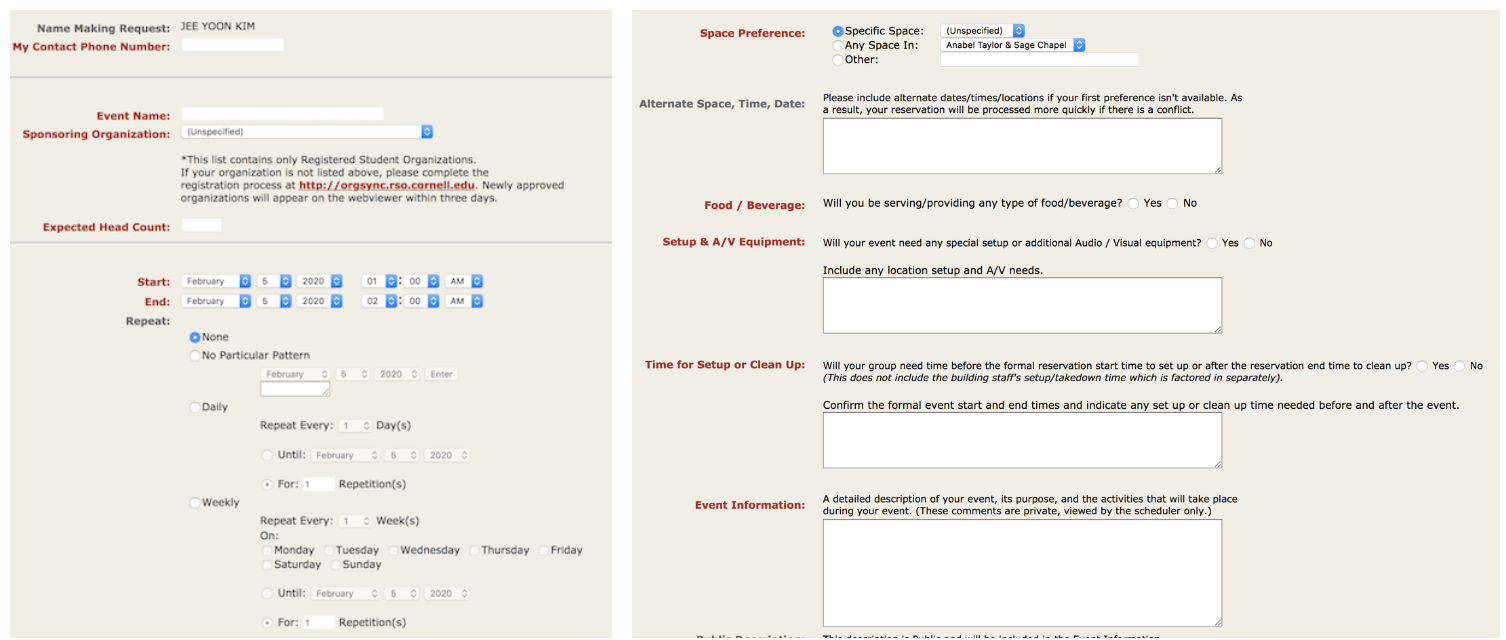 Name Making Request: JEE YOON KIM
My Contact Phone Number:
Event Name:
Sponsoring Organization: (Unspecified)
*This list contains only Registered Student Organizations.
If your organization is not listed above, please complete the
registration process at http://orgsync.rso.cornell.edu. Newly approved
organizations will appear on the webviewer within three days.
Expected Head Count:
Start: February 5 2020 01 : 00 AM
End: February 5 2020 02 : 00 AM
Repeat:
None
No Particular Pattern
February 5 2020 Enter
Daily
Repeat Every: 1 Day(s)
Until: February 5 2020
For: 1 Repetition(s)
Weekly
Repeat Every: 1 Week(s)
On:
Monday Tuesday Wednesday Thursday Friday
Saturday Sunday
Until: February 5 2020
For: 1 Repetition(s)
Space Preference: Specific Space: (Unspecified)
Any Space In: Anabel Taylor & Sage Chapel
Other:
Alternate Space, Time, Date: Please include alternate dates/times/locations if your first preference isn't available. As
a result, your reservation will be processed more quickly if there is a conflict.
Food / Beverage: Will you be serving/providing any type of food/beverage? Yes No
Setup & A/V Equipment: Will your event need any special setup or additional Audio / Visual equipment? Yes No
Include any location setup and A/V needs.
Time for Setup or Clean Up: Will your group need time before the formal reservation start time to set up or after the reservation end time to clean up? Yes No
(This does not include the building staff's setup/takedown time which is factored in separately).
Confirm the formal event start and end times and indicate any set up or clean up time needed before and after the event.
Event Information: A detailed description of your event, its purpose, and the activities that will take place
during your event. (These comments are private, viewed by the scheduler only.)